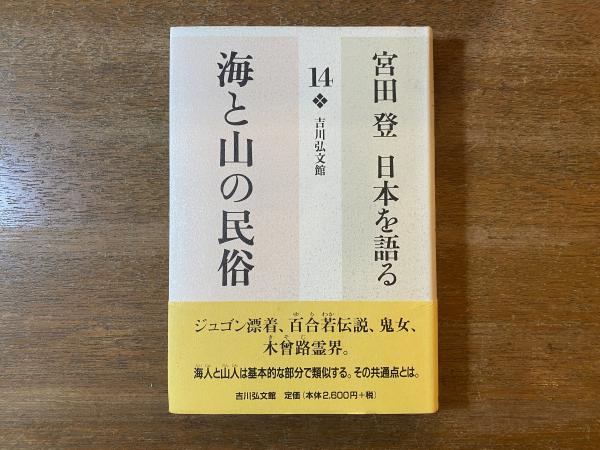 宮田 登 日本を語る
14
吉川弘文館
海と山の民俗
ジュゴン漂着、百合若伝説、鬼女、
木曾路霊界。
海人と山人は基本的な部分で類似する。その共通点とは。
吉川弘文館 定価(本体2,600円+税)